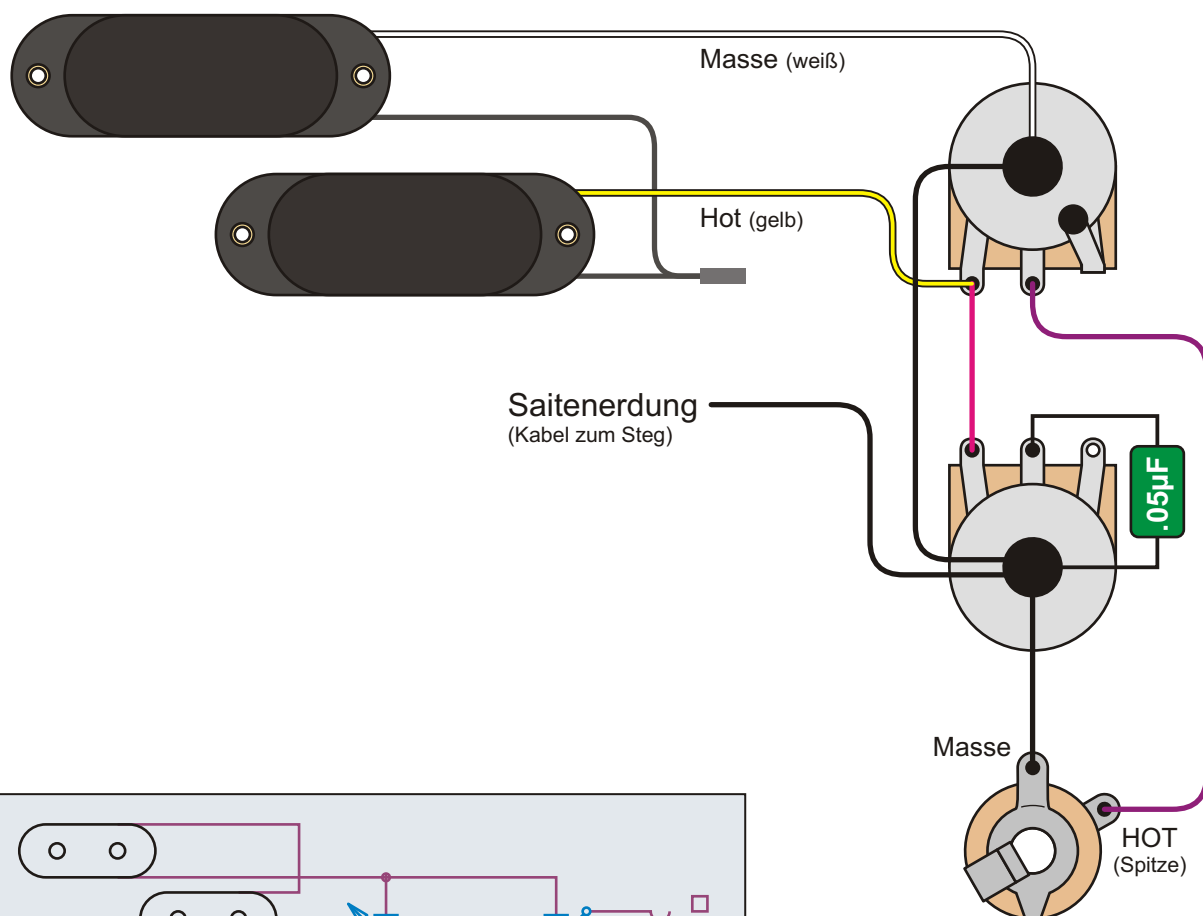 Masse (weiß)
Hot (gelb)
Saitenerdung
(Kabel zum Steg)
.05µF
Masse
HOT
(Spitze)